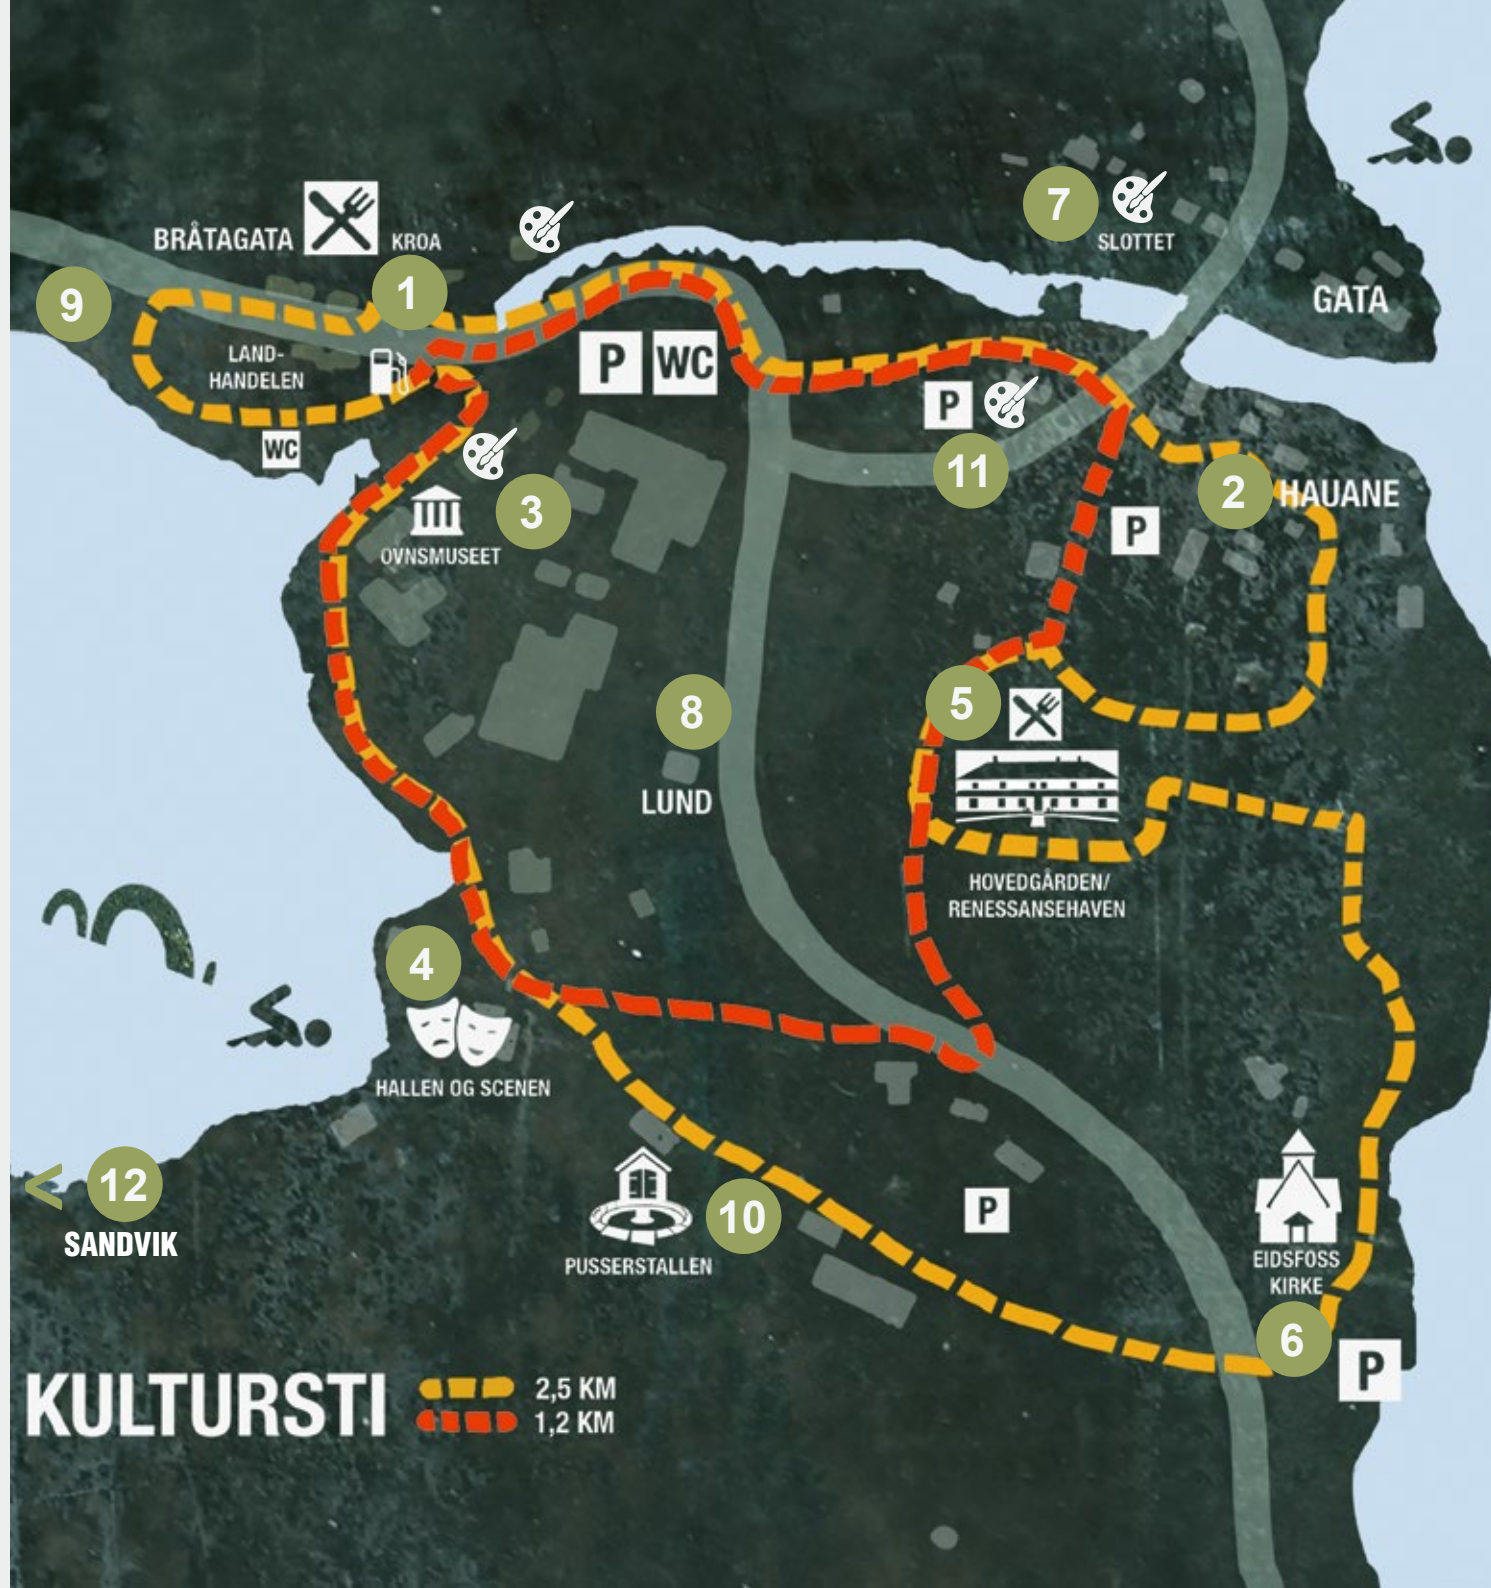 7
SLOTTET
BRÅTAGATA
KROA
1
9
GATA
LAND-
HANDELEN
P
WC
P
11
WC
2
HAUANE
3
P
OVNSMUSEET
5
8
LUND
HOVEDGÅRDEN/
RENESSANSEHAVEN
4
HALLEN OG SCENEN
< 12
SANDVIK
10
PUSSERSTALLEN
P
EIDSFOSS
KIRKE
6
P
KULTURSTI
2,5 KM
1,2 KM